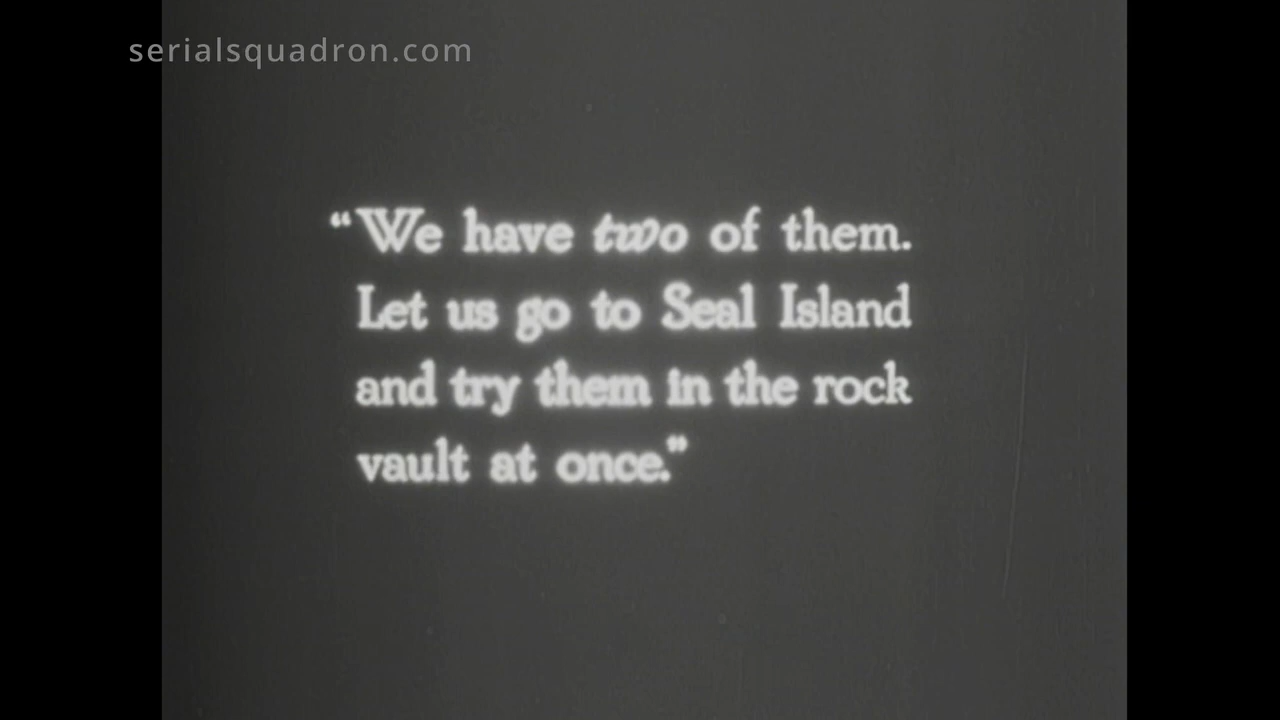 serialsquadron.com
“We have two of them.
Let us go to Seal Island
and try them in the rock
vault at once.”